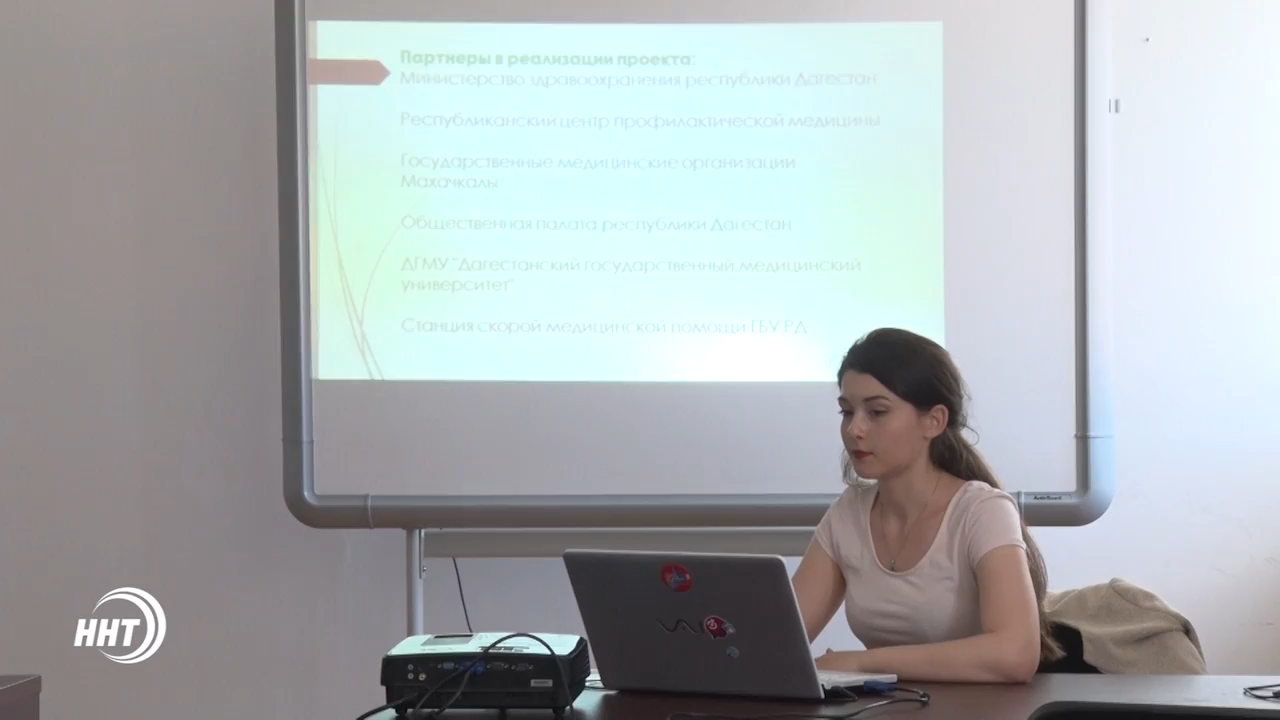 Партнеры в реализации проекта:
Министерство здравоохранения республики Дагестан
Республиканский центр профилактической медицины
Государственные медицинские организации
Махачкалы
Общественная палата республики Дагестан
ДГМУ "Дагестанский государственный медицинский
университет"
Станция скорой медицинской помощи ГБУ РД
ННТ
VAIO